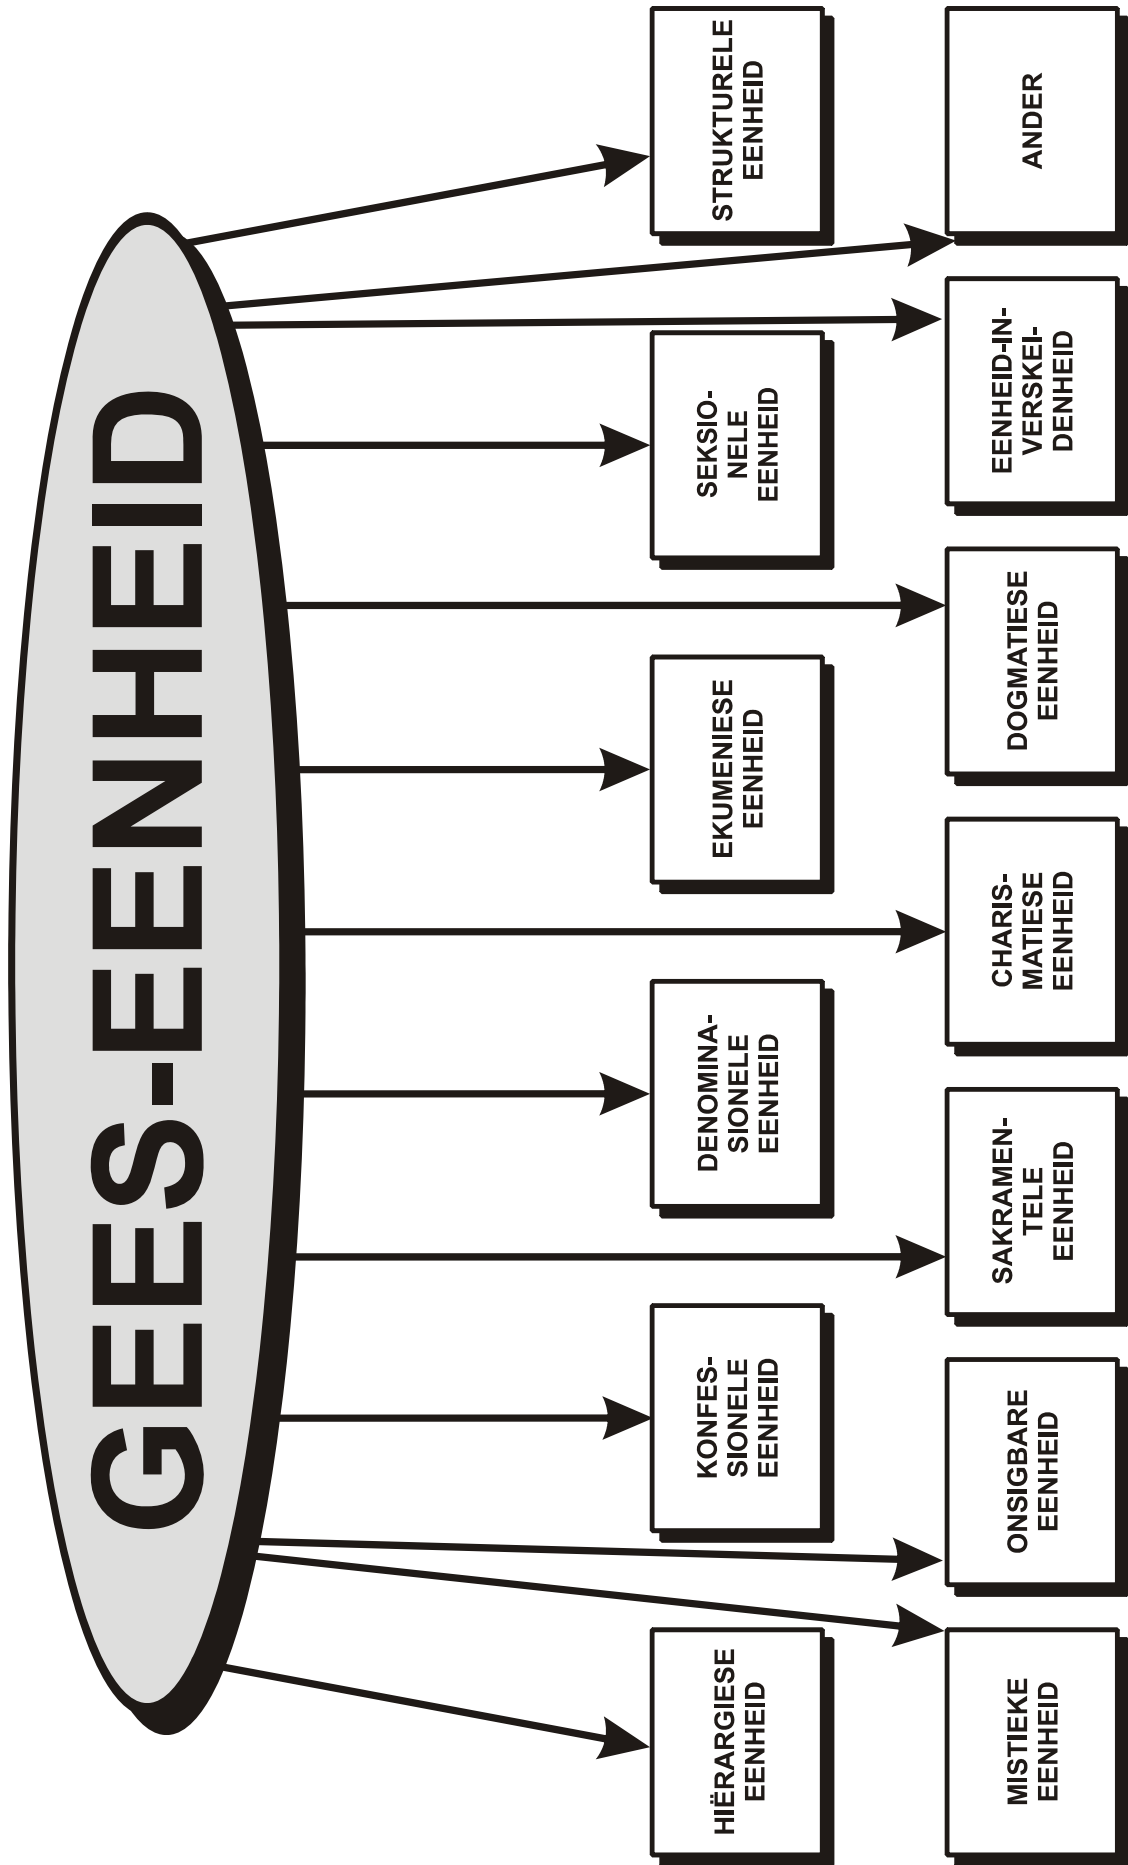 GEES-EENHEID
HIËRARGIESE
EENHEID
KONFES-
SIONELE
EENHEID
DENOMINA-
SIONELE
EENHEID
EKUMENIESE
EENHEID
SEKSIO-
NELE
EENHEID
STRUKTURELE
EENHEID
MISTIEKE
EENHEID
ONSIGBARE
EENHEID
SAKRAMEN-
TELE
EENHEID
CHARIS-
MATIESE
EENHEID
DOGMATIESE
EENHEID
EENHEID-IN-
VERSKEI-
DENHEID
ANDER